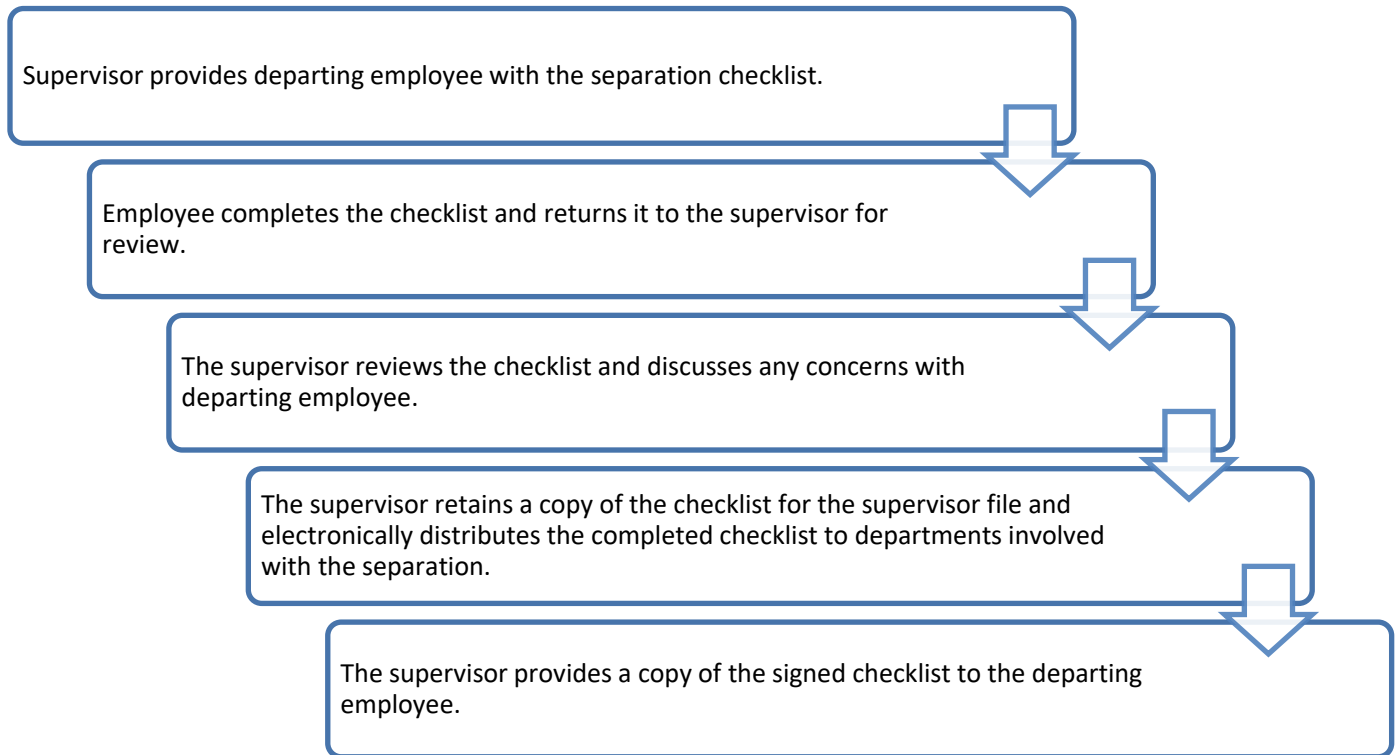 Supervisor provides departing employee with the separation checklist.
Employee completes the checklist and returns it to the supervisor for
review.
The supervisor reviews the checklist and discusses any concerns with
departing employee.
The supervisor retains a copy of the checklist for the supervisor file and
electronically distributes the completed checklist to departments involved
with the separation.
The supervisor provides a copy of the signed checklist to the departing
employee.